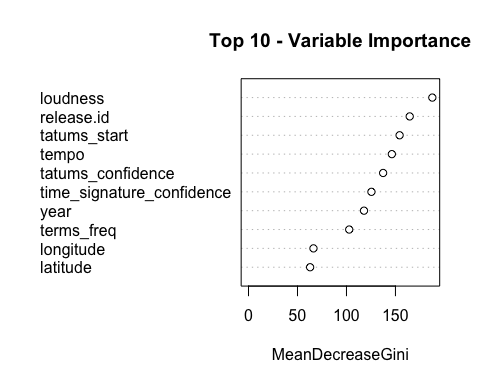 Top 10 - Variable Importance
loudness
release.id
tatums_start
tempo
tatums_confidence
time_signature_confidence
year
terms_freq
longitude
latitude
0 50 100 150
MeanDecreaseGini